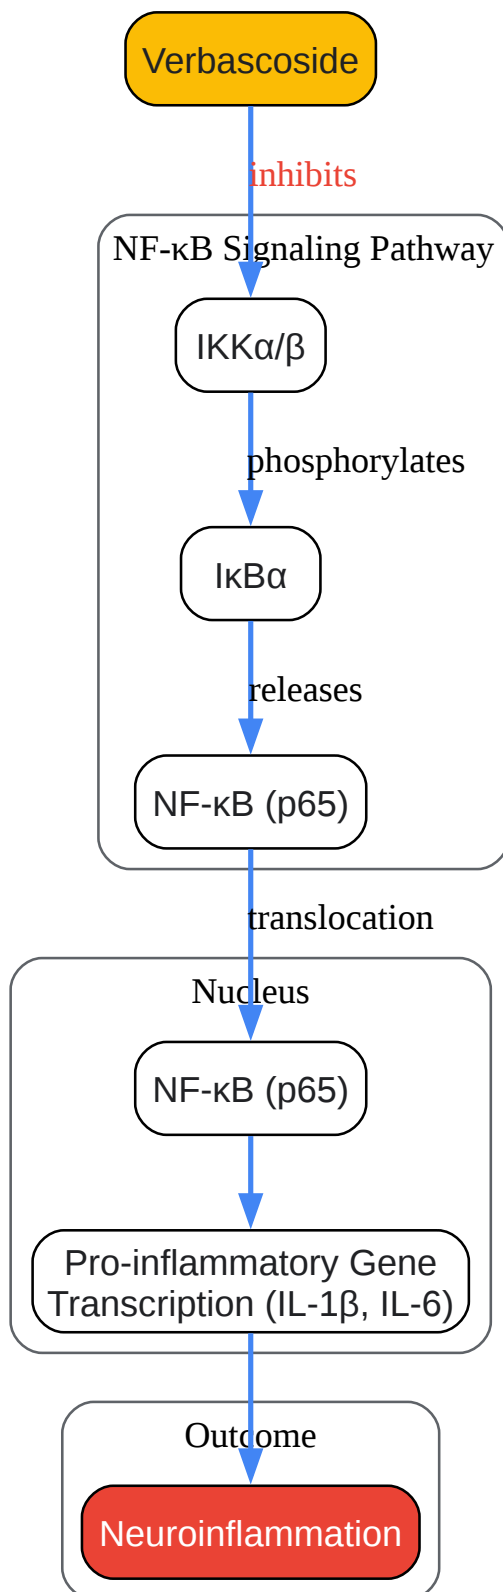 Verbascoside
inhibits
NF-κB Signaling Pathway
IKKα/β
phosphorylates
IκBα
releases
NF-κB (p65)
translocation
Nucleus
NF-κB (p65)
Pro-inflammatory Gene
Transcription (IL-1β, IL-6)
Outcome
Neuroinflammation